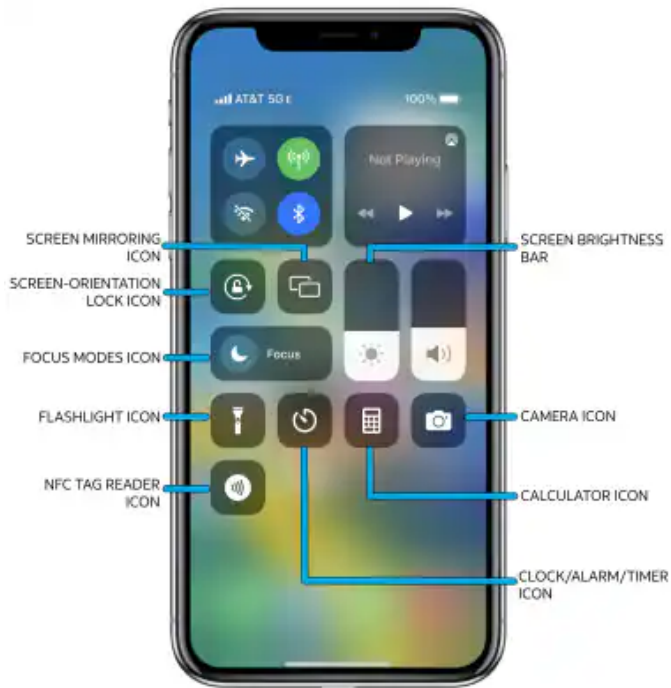 AT&T 5G E
100%
Not Playing
SCREEN MIRRORING
ICON
SCREEN BRIGHTNESS
BAR
SCREEN-ORIENTATION
LOCK ICON
FOCUS MODES ICON
Focus
FLASHLIGHT ICON
CAMERA ICON
NFC TAG READER
ICON
CALCULATOR ICON
CLOCK/ALARM/TIMER
ICON